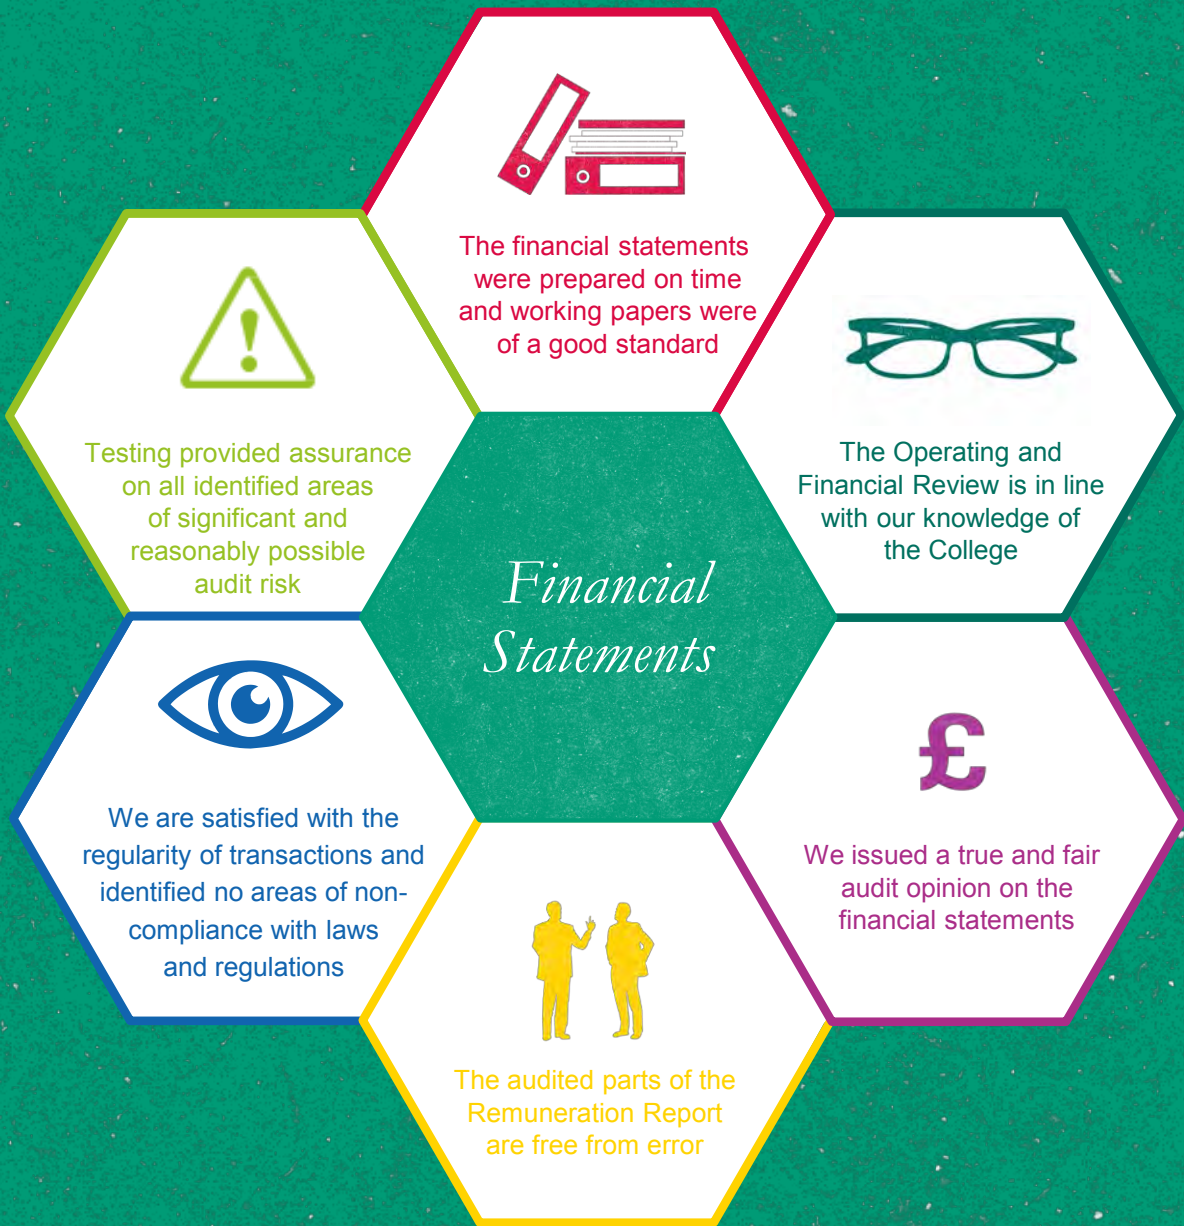 The financial statements
were prepared on time
and working papers were
of a good standard
Testing provided assurance
on all identified areas
of significant and
reasonably possible
audit risk
The Operating and
Financial Review is in line
with our knowledge of
the College
Financial
Statements
We are satisfied with the
regularity of transactions and
identified no areas of non-
compliance with laws
and regulations
£
We issued a true and fair
audit opinion on the
financial statements
The audited parts of the
Remuneration Report
are free from error